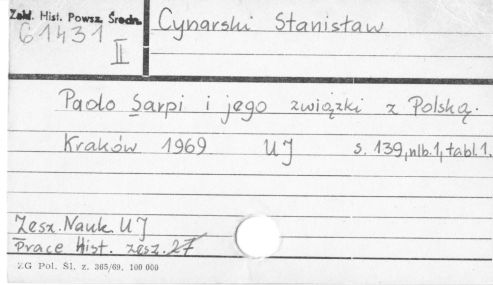 Zakł. Hist. Powsz. Średn.
61431
II
Cynarski Stanisław
Paolo Sarpi i jego związki z Polską.
Kraków 1969 UJ s. 139, nlb. 1, tabl. 1.
Zesz. Nauk. UJ
Prace Hist. zesz. 27
ZG Pol. Śl. z. 365/69, 100 000